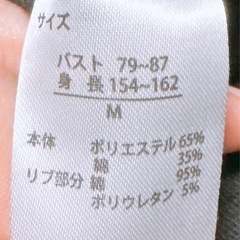 サイズ
バスト 79~87
身 長 154~162
M
本体 ポリエステル 65%
綿 35%
リブ部分 綿 95%
ポリウレタン 5%